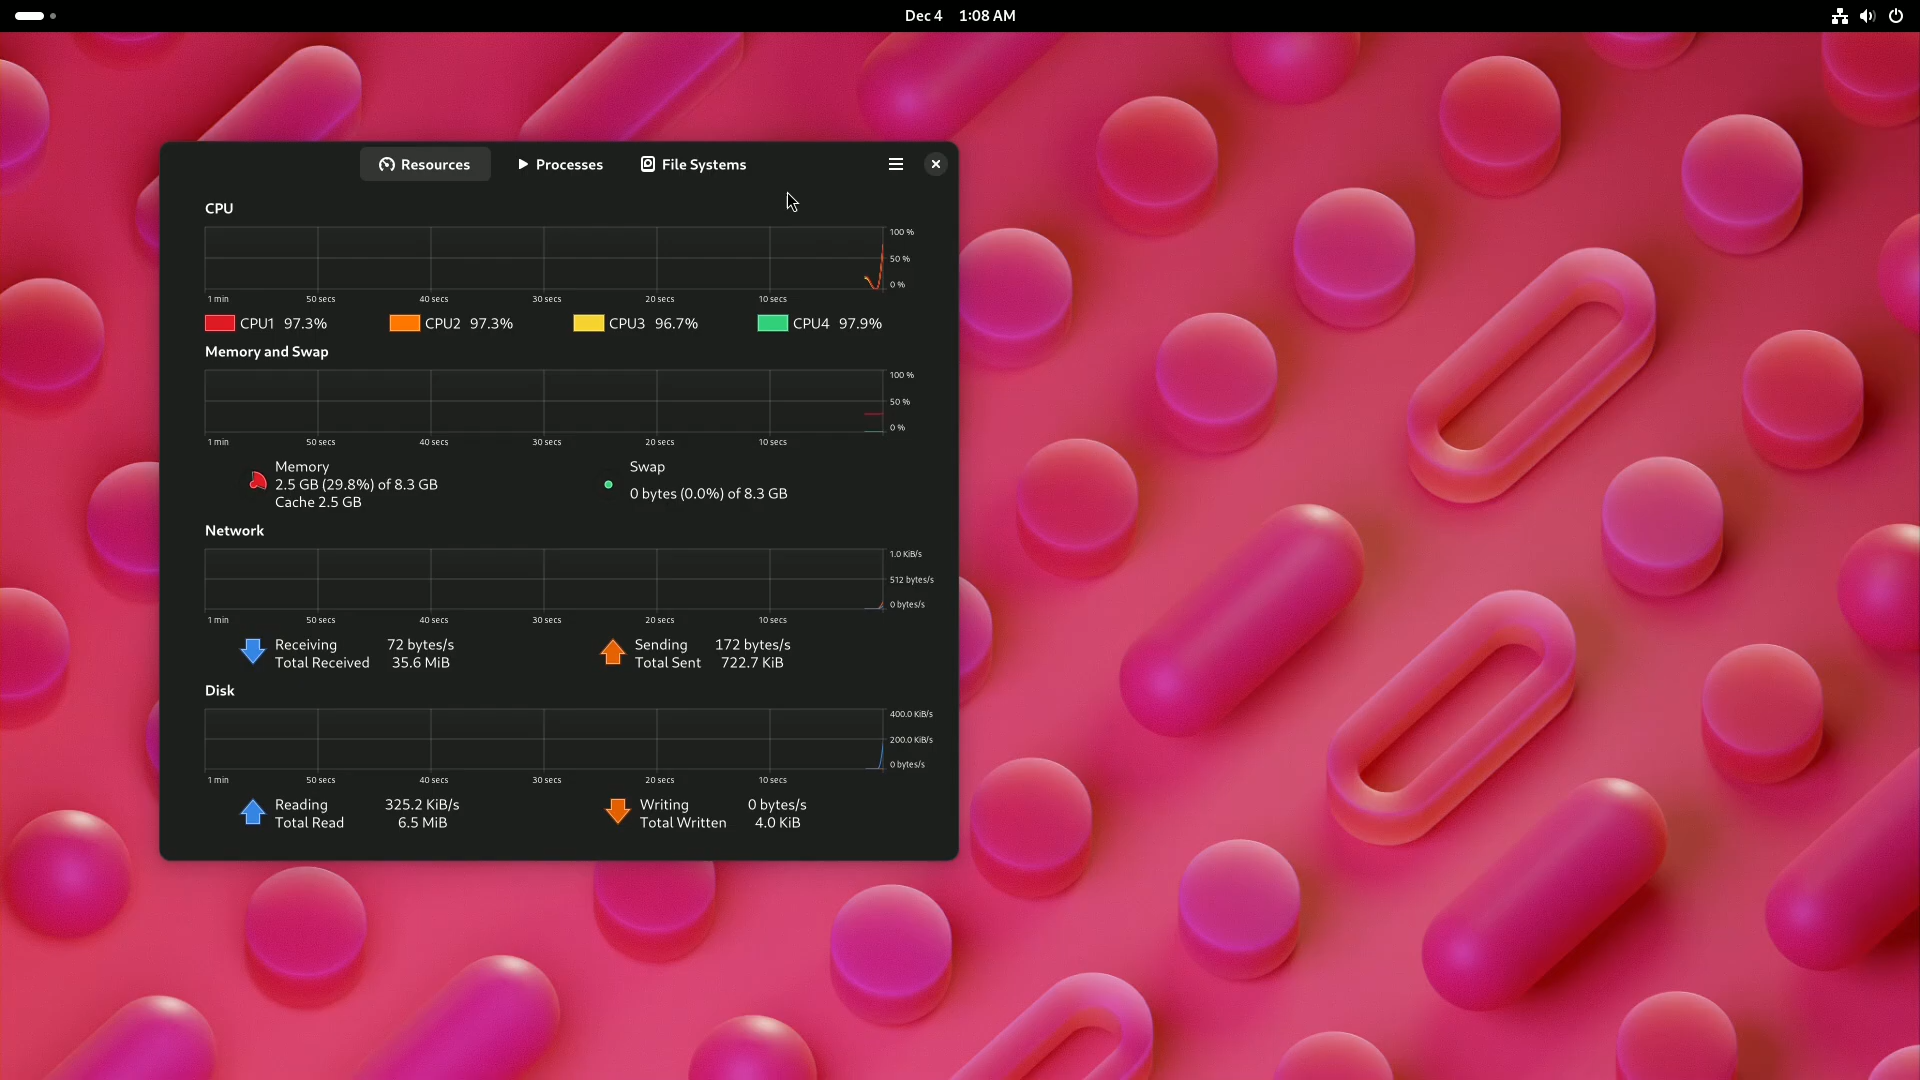 Dec 4 1:08 AM
Resources Processes File Systems
CPU
100 %
50 %
0 %
1 min 50 secs 40 secs 30 secs 20 secs 10 secs
CPU1 97.3% CPU2 97.3% CPU3 96.7% CPU4 97.9%
Memory and Swap
100 %
50 %
0 %
1 min 50 secs 40 secs 30 secs 20 secs 10 secs
Memory
2.5 GB (29.8%) of 8.3 GB
Cache 2.5 GB
Swap
0 bytes (0.0%) of 8.3 GB
Network
1.0 KiB/s
512 bytes/s
0 bytes/s
1 min 50 secs 40 secs 30 secs 20 secs 10 secs
Receiving 72 bytes/s
Total Received 35.6 MiB
Sending 172 bytes/s
Total Sent 722.7 KiB
Disk
400.0 KiB/s
200.0 KiB/s
0 bytes/s
1 min 50 secs 40 secs 30 secs 20 secs 10 secs
Reading 325.2 KiB/s
Total Read 6.5 MiB
Writing 0 bytes/s
Total Written 4.0 KiB